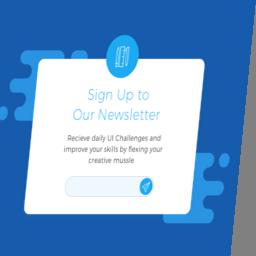 Sign Up to
Our Newsletter
Recieve daily UI Challenges and
improve your skills by flexing your
creative mussle